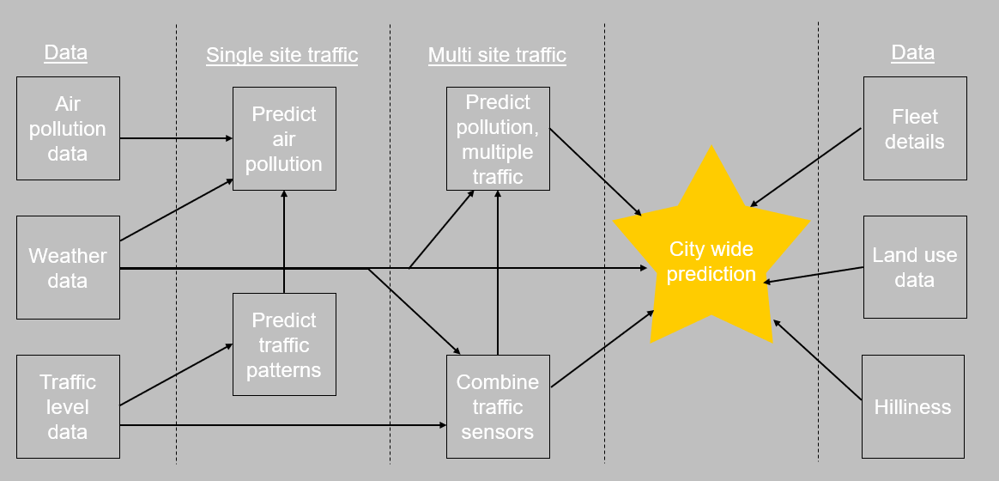 Data
Single site traffic
Multi site traffic
Data
Air
pollution
data
Predict
air
pollution
Predict
pollution,
multiple
traffic
Fleet
details
Weather
data
City wide
prediction
Land use
data
Predict
traffic
patterns
Traffic
level
data
Combine
traffic
sensors
Hilliness